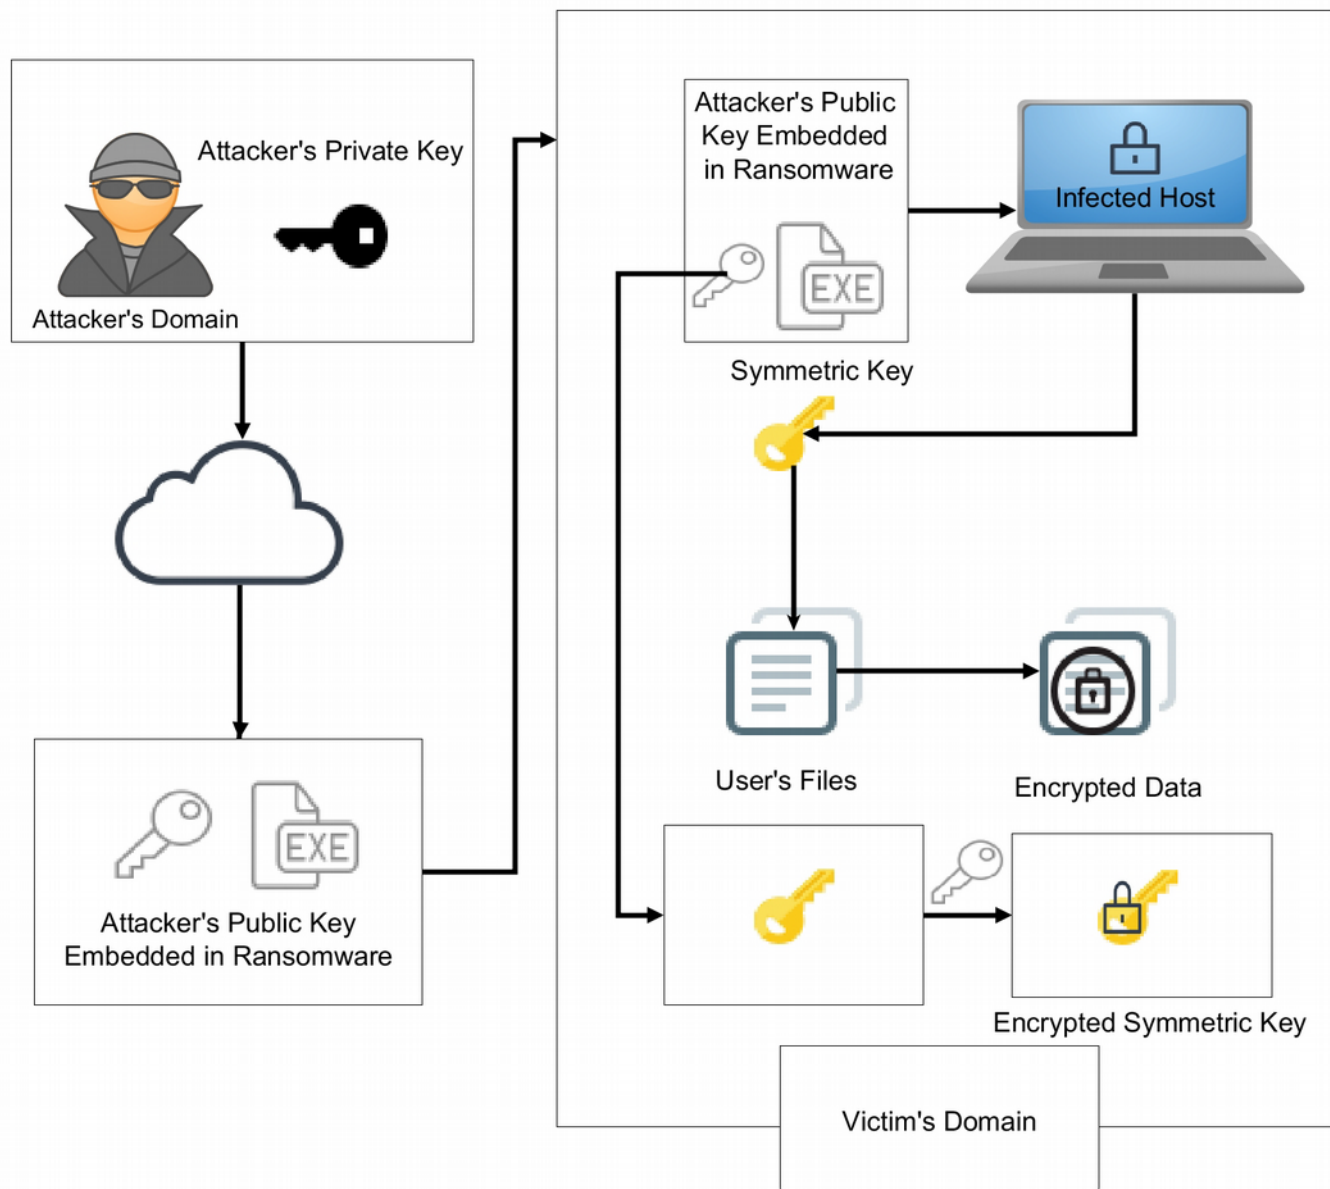 Attacker's Private Key
Attacker's Domain
EXE
Attacker's Public Key
Embedded in Ransomware
Attacker's Public
Key Embedded
in Ransomware
EXE
Infected Host
Symmetric Key
User's Files
Encrypted Data
Encrypted Symmetric Key
Victim's Domain